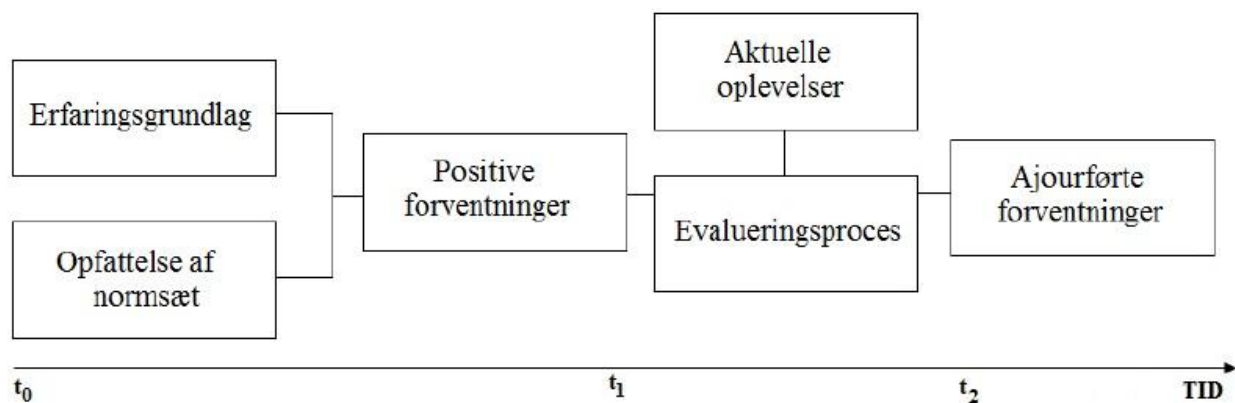 Erfaringsgrundlag
Opfattelse af
normsæt
Positive
forventninger
Aktuelle
oplevelser
Evalueringsproces
Ajourførte
forventninger
t0 t1 t2 TID